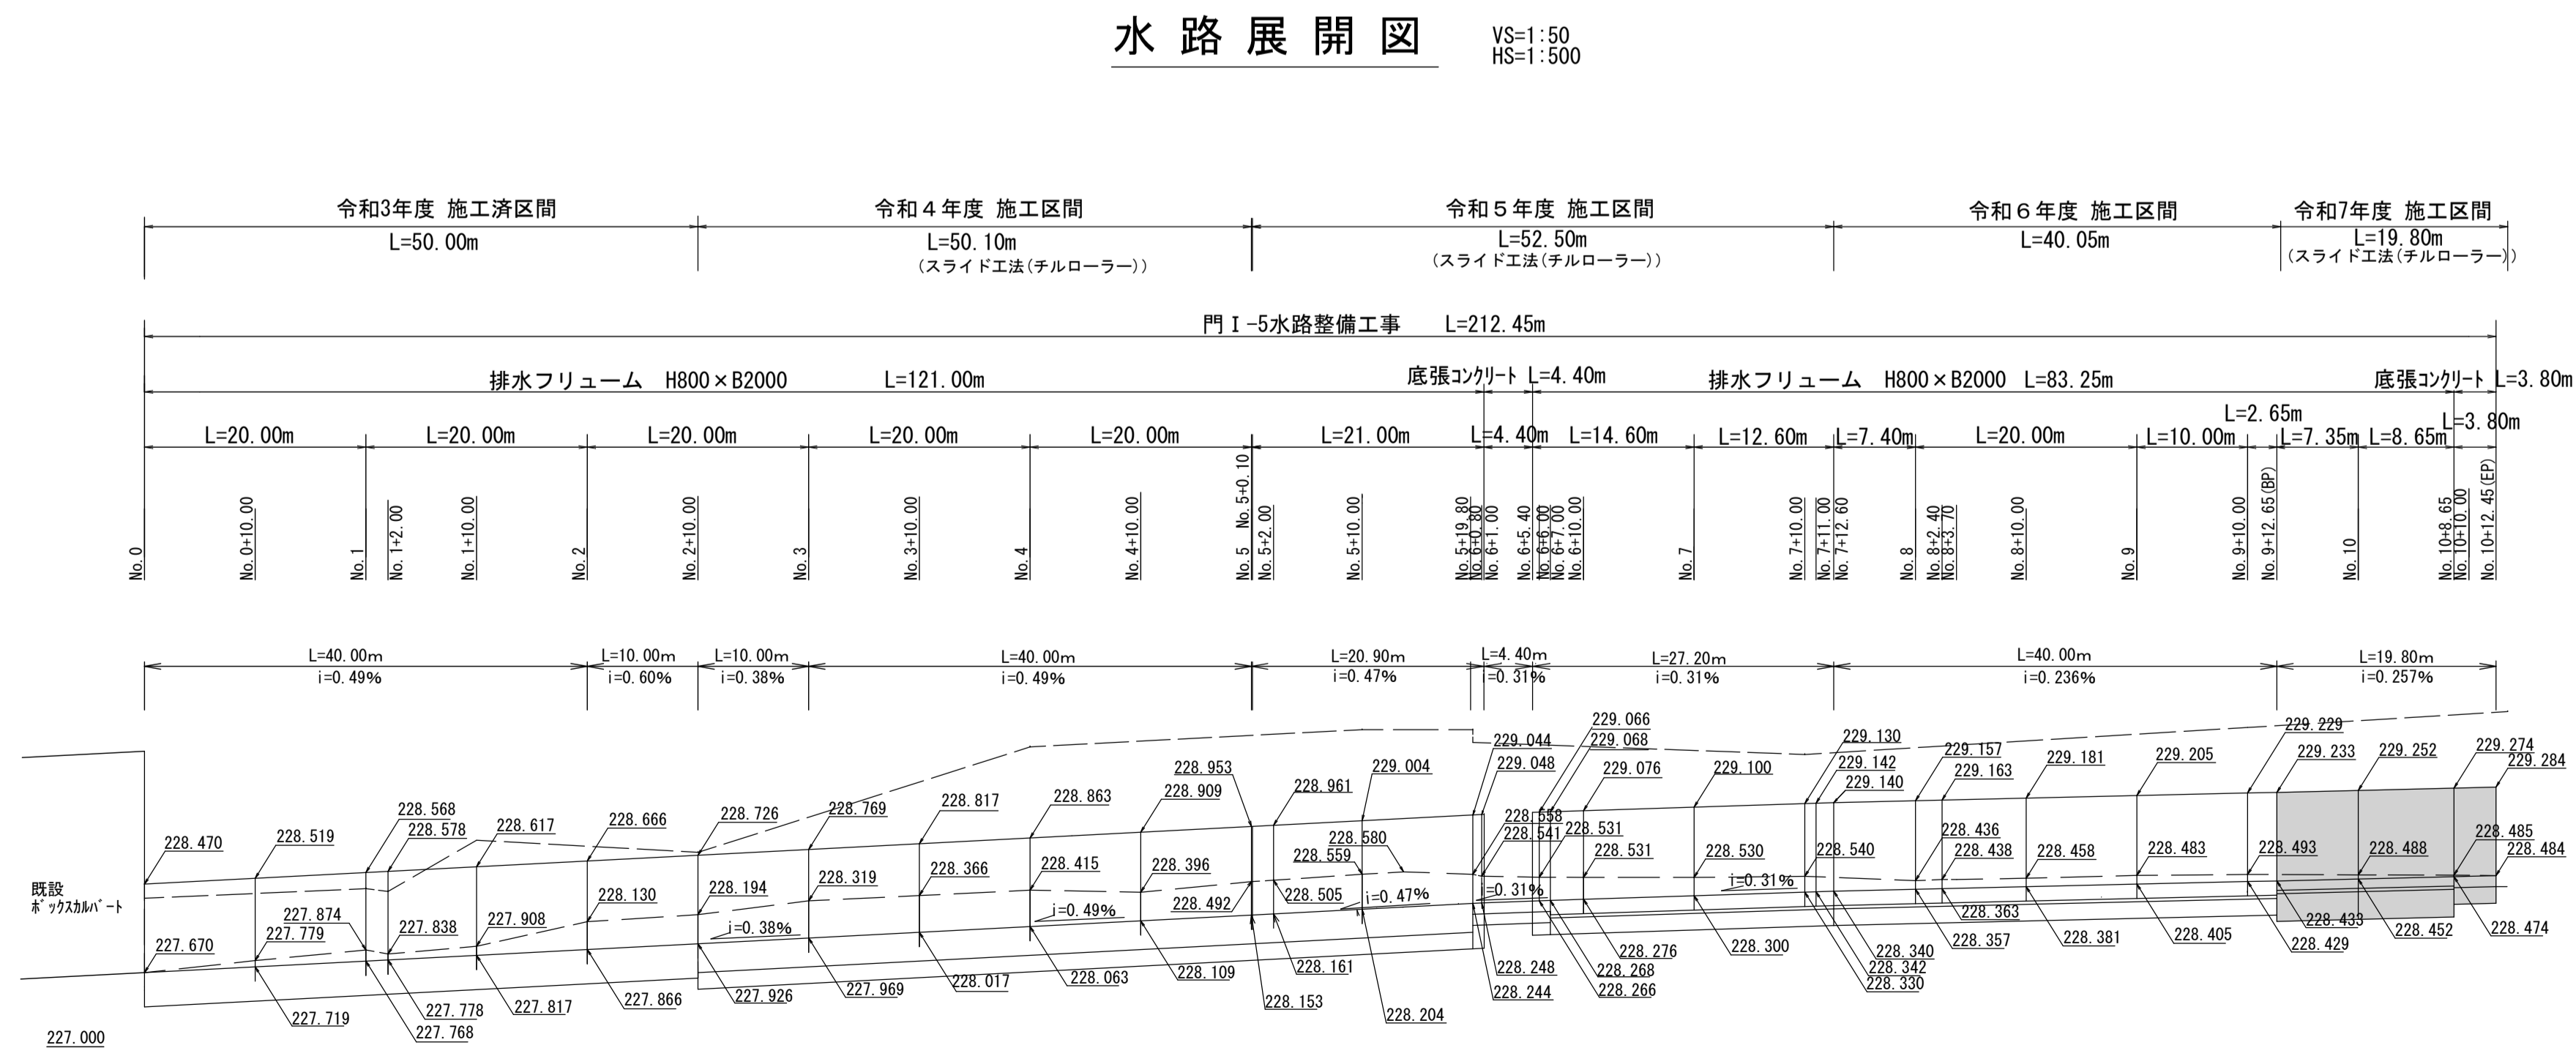 水路展開図
VS=1:50
HS=1:500
令和3年度 施工済区間
令和４年度 施工区間
令和５年度 施工区間
令和６年度 施工区間
令和7年度 施工区間
L=50.00m
L=50.10m
L=52.50m
L=40.05m
L=19.80m
(スライド工法(チルローラー))
(スライド工法(チルローラー))
(スライド工法(チルローラー))
門Ⅰ-5水路整備工事 L=212.45m
排水フリューム H800×B2000 L=121.00m
底張コンクリート L=4.40m
排水フリューム H800×B2000 L=83.25m
底張コンクリート L=3.80m
L=20.00m
L=20.00m
L=20.00m
L=20.00m
L=20.00m
L=21.00m
L=4.40m
L=14.60m
L=12.60m
L=7.40m
L=20.00m
L=10.00m
L=2.65m
L=7.35m
L=8.65m
L=3.80m
No.0
No.0+10.00
No.1
No.1+2.00
No.1+10.00
No.2
No.2+10.00
No.3
No.3+10.00
No.4
No.4+10.00
No.5 No.5+0.10
No.5+2.00
No.5+10.00
No.5+19.80
No.6+0.80
No.6+1.00
No.6+5.40
No.6+6.00
No.6+7.00
No.6+10.00
No.7
No.7+10.00
No.7+11.00
No.7+12.60
No.8
No.8+2.40
No.8+3.70
No.8+10.00
No.9
No.9+10.00
No.9+12.65(BP)
No.10
No.10+8.65
No.10+10.00
No.10+12.45(EP)
L=40.00m
i=0.49%
L=10.00m
i=0.60%
L=10.00m
i=0.38%
L=40.00m
i=0.49%
L=20.90m
i=0.47%
L=4.40m
i=0.31%
L=27.20m
i=0.31%
L=40.00m
i=0.236%
L=19.80m
i=0.257%
228.470
228.519
228.568
228.578
228.617
228.666
228.726
228.769
228.817
228.863
228.909
228.953
228.961
229.004
229.044
229.048
229.066
229.068
229.076
229.100
229.130
229.142
229.140
229.157
229.163
229.181
229.205
229.229
229.233
229.252
229.274
229.284
既設
ボックスカルバート
227.874
227.779
227.838
227.908
228.130
228.194
228.319
228.366
228.415
228.396
228.492
228.505
228.559
228.580
228.558
228.541
228.531
228.531
228.530
228.540
228.436
228.438
228.458
228.483
228.493
228.488
228.485
228.484
i=0.38%
i=0.49%
i=0.47%
i=0.31%
i=0.31%
227.670
227.719
227.768
227.778
227.817
227.866
227.926
227.969
228.017
228.063
228.109
228.153
228.161
228.204
228.248
228.244
228.268
228.266
228.276
228.300
228.340
228.342
228.330
228.363
228.357
228.381
228.405
228.433
228.429
228.452
228.474
227.000